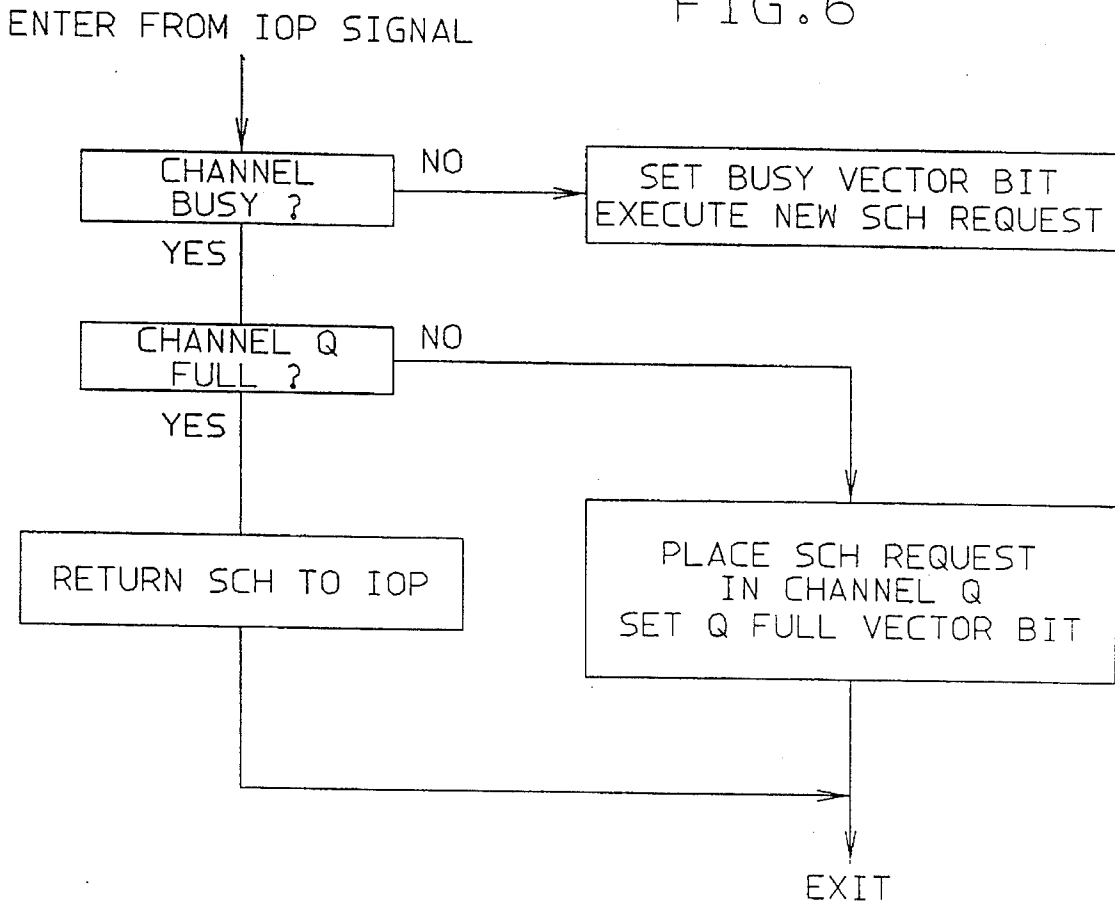 FIG.6
ENTER FROM IOP SIGNAL
CHANNEL
BUSY ?
NO
SET BUSY VECTOR BIT
EXECUTE NEW SCH REQUEST
YES
CHANNEL Q
FULL ?
NO
YES
RETURN SCH TO IOP
PLACE SCH REQUEST
IN CHANNEL Q
SET Q FULL VECTOR BIT
EXIT